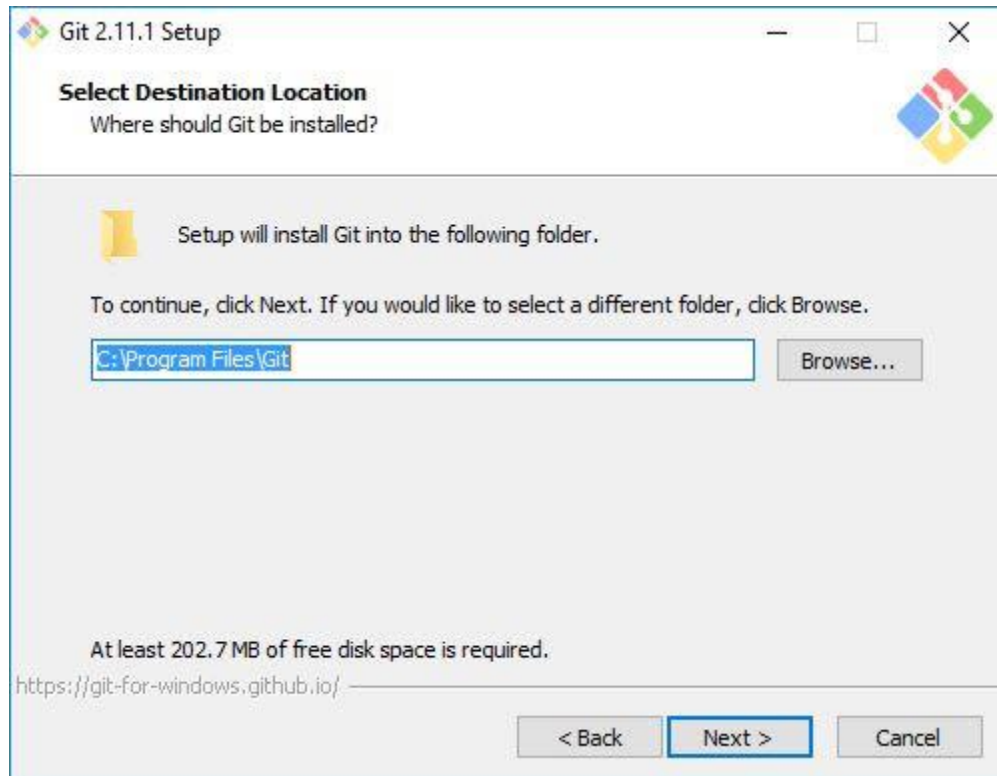 Git 2.11.1 Setup
Select Destination Location
Where should Git be installed?
Setup will install Git into the following folder.
To continue, click Next. If you would like to select a different folder, click Browse.
C:\Program Files\Git
Browse...
At least 202.7 MB of free disk space is required.
https://git-for-windows.github.io/
< Back
Next >
Cancel